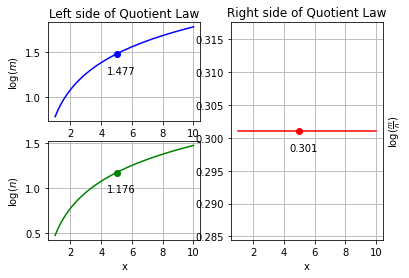 Left side of Quotient Law
log(m)
1.5
1.0
1.477
2 4 6 8 10
log(n)
1.5
1.0
0.5
1.176
2 4 6 8 10
x
Right side of Quotient Law
0.315
0.310
0.305
0.300
0.295
0.290
0.285
0.301
log(m/n)
2 4 6 8 10
x